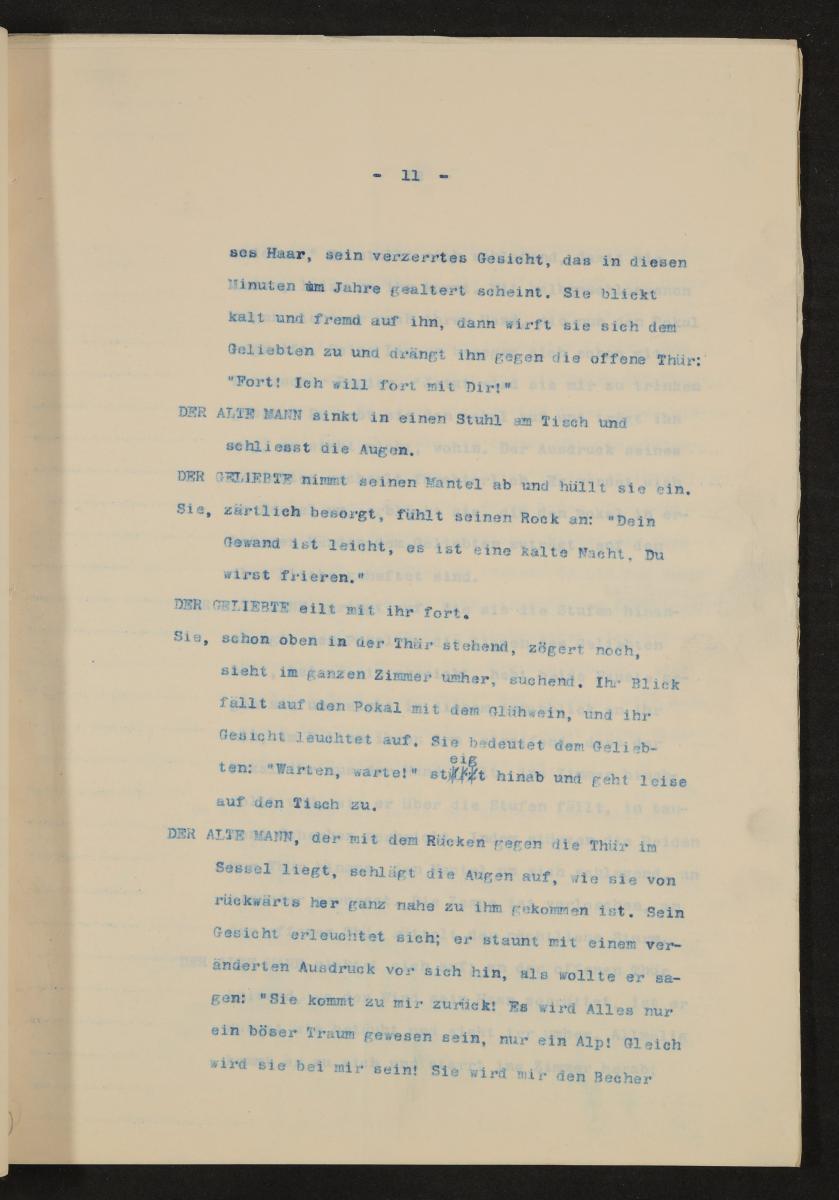 - 11 -
ses Haar, sein verzerrtes Gesicht, das in diesen
Minuten um Jahre gealtert scheint. Sie blickt
kalt und fremd auf ihn, dann wirft sie sich dem
Geliebten zu und drängt ihn gegen die offene Thür:
"Fort! Ich will fort mit Dir!"
DER ALTE MANN sinkt in einen Stuhl am Tisch und
schliesst die Augen.
DER GELIEBTE nimmt seinen Mantel ab und hüllt sie ein.
Sie, zärtlich besorgt, fühlt seinen Rock an: "Dein
Gewand ist leicht, es ist eine kalte Nacht. Du
wirst frieren."
DER GELIEBTE eilt mit ihr fort.
Sie, schon oben in der Thür stehend, zögert noch,
sieht im ganzen Zimmer umher, suchend. Ihr Blick
fällt auf den Pokal mit dem Glühwein, und ihr
Gesicht leuchtet auf. Sie bedeutet dem Gelieb-
ten: "Warten, warte!" steigt hinab und geht leise
auf den Tisch zu.
DER ALTE MANN, der mit dem Rücken gegen die Thür im
Sessel liegt, schlägt die Augen auf, wie sie von
rückwärts her ganz nahe zu ihm gekommen ist. Sein
Gesicht erleuchtet sich; er staunt mit einem ver-
änderten Ausdruck vor sich hin, als wollte er sa-
gen: "Sie kommt zu mir zurück! Es wird Alles nur
ein böser Traum gewesen sein, nur ein Alp! Gleich
wird sie bei mir sein! Sie wird mir den Becher